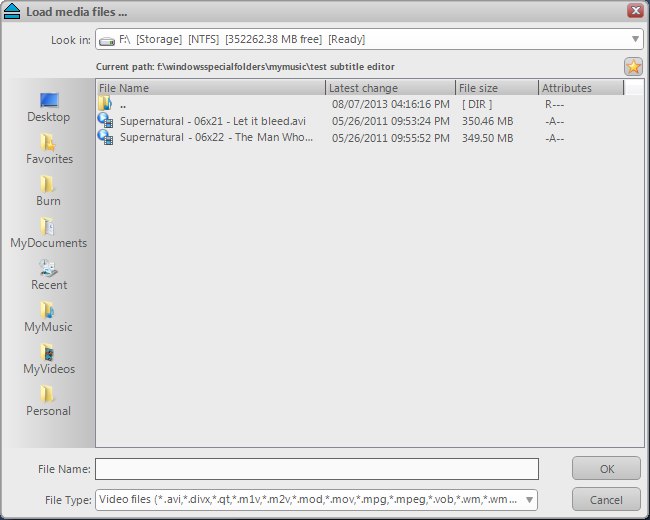 Load media files ...
Look in: F:\ [Storage] [NTFS] [352262.38 MB free] [Ready]
Current path: f:\windowsspecialfolders\mymusic\test subtitle editor
File Name Latest change File size Attributes
.. 08/07/2013 04:16:16 PM [ DIR ] R---
Supernatural - 06x21 - Let it bleed.avi 05/26/2011 09:53:24 PM 350.46 MB -A--
Supernatural - 06x22 - The Man Who... 05/26/2011 09:55:52 PM 349.50 MB -A--
Desktop
Favorites
Burn
MyDocuments
Recent
MyMusic
MyVideos
Personal
File Name: OK
File Type: Video files (*.avi,*.divx,*.qt,*.m1v,*.m2v,*.mod,*.mov,*.mpg,*.mpeg,*.vob,*.wm,*.wm ... Cancel